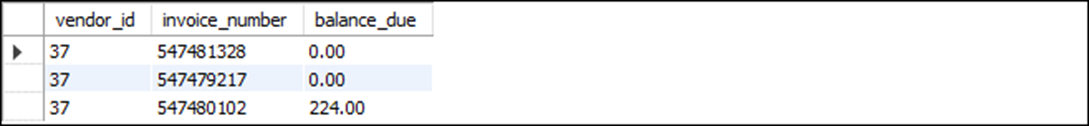 vendor_id invoice_number balance_due
37 547481328 0.00
37 547479217 0.00
37 547480102 224.00